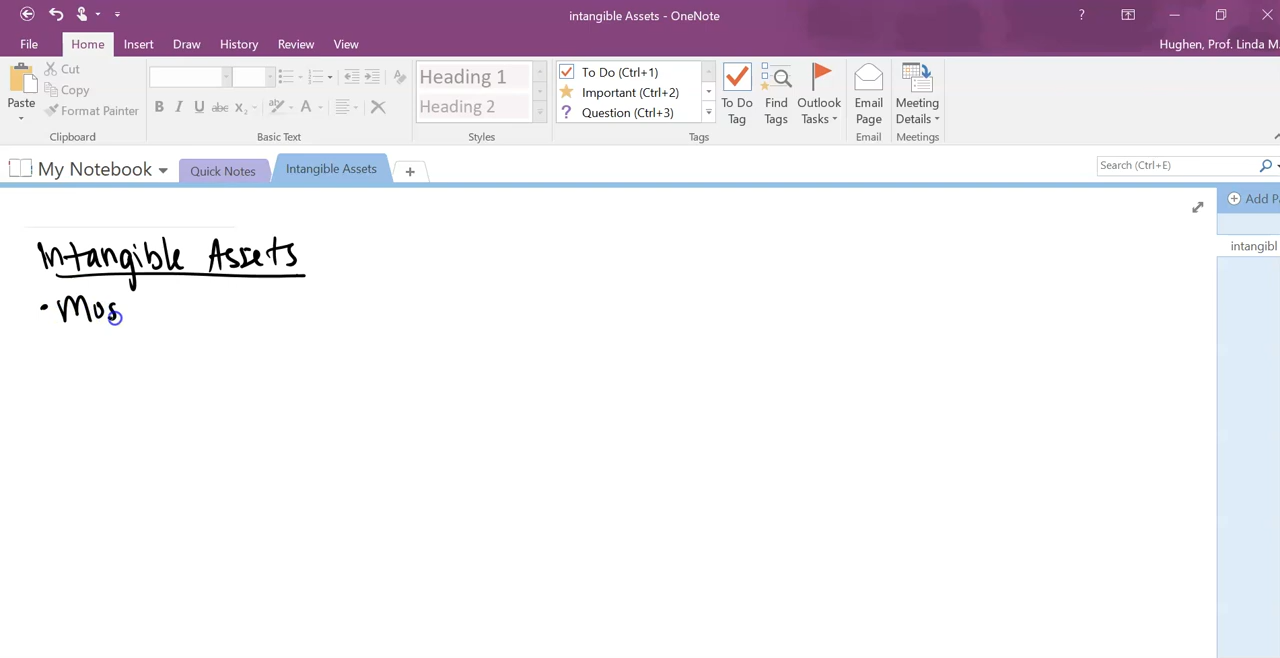 intangible Assets - OneNote
?
File Home Insert Draw History Review View
Hughen, Prof. Linda M.
Paste
Cut
Copy
Format Painter
Clipboard
B I U abc X₂ A
Basic Text
Heading 1
Heading 2
Styles
To Do (Ctrl+1)
Important (Ctrl+2)
? Question (Ctrl+3)
To Do
Tag
Find
Tags
Outlook
Tasks
Tags
Email
Page
Email
Meeting
Details
Meetings
My Notebook Quick Notes Intangible Assets +
Search (Ctrl+E)
Add Pa
intangibl
Intangible Assets
• Mos